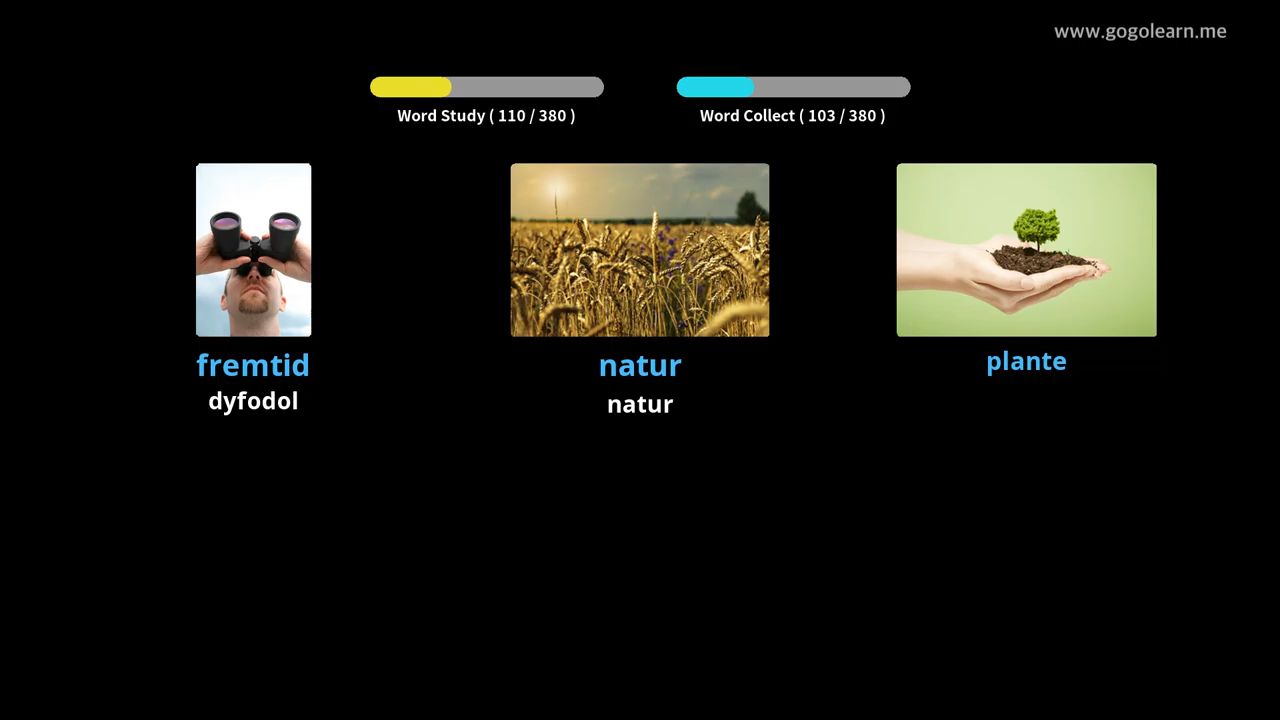 www.gogolearn.me
Word Study ( 110 / 380 )
Word Collect ( 103 / 380 )
fremtid
dyfodol
natur
natur
plante